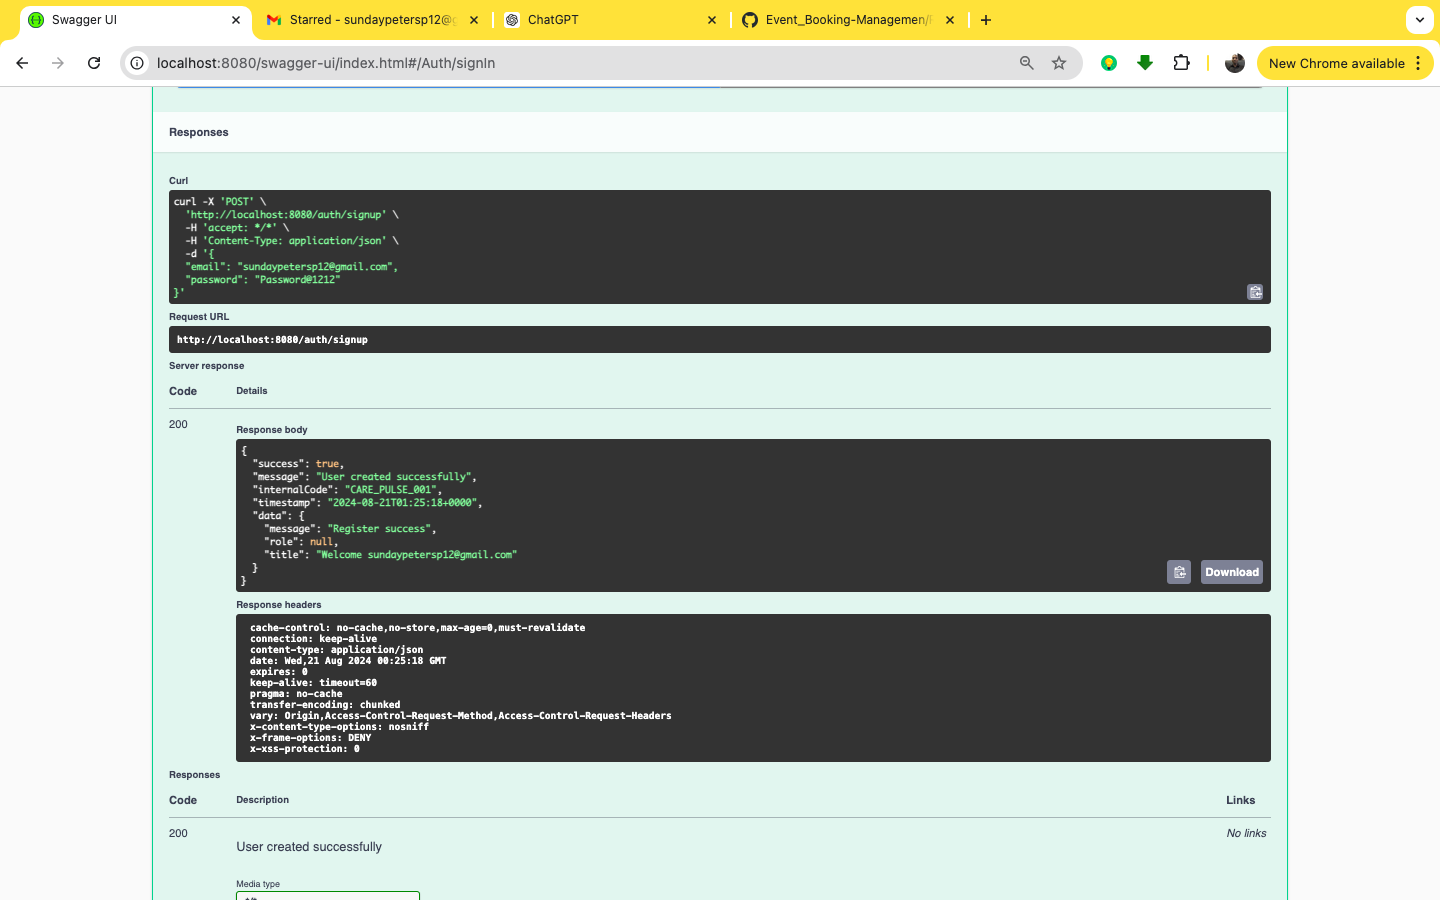 Swagger UI
Starred - sundaypetersp12@g
ChatGPT
Event_Booking-Managemen/
localhost:8080/swagger-ui/index.html#/Auth/signIn
New Chrome available
Responses
Curl
curl -X 'POST' \
'http://localhost:8080/auth/signup' \
-H 'accept: */*' \
-H 'Content-Type: application/json' \
-d '{
"email": "sundaypetersp12@gmail.com",
"password": "Password@1212"
}'
Request URL
http://localhost:8080/auth/signup
Server response
Code Details
200
Response body
{
"success": true,
"message": "User created successfully",
"internalCode": "CARE_PULSE_001",
"timestamp": "2024-08-21T01:25:18+0000",
"data": {
"message": "Register success",
"role": null,
"title": "Welcome sundaypetersp12@gmail.com"
}
}
Download
Response headers
cache-control: no-cache,no-store,max-age=0,must-revalidate
connection: keep-alive
content-type: application/json
date: Wed,21 Aug 2024 00:25:18 GMT
expires: 0
keep-alive: timeout=60
pragma: no-cache
transfer-encoding: chunked
vary: Origin,Access-Control-Request-Method,Access-Control-Request-Headers
x-content-type-options: nosniff
x-frame-options: DENY
x-xss-protection: 0
Responses
Code Description Links
200 No links
User created successfully
Media type